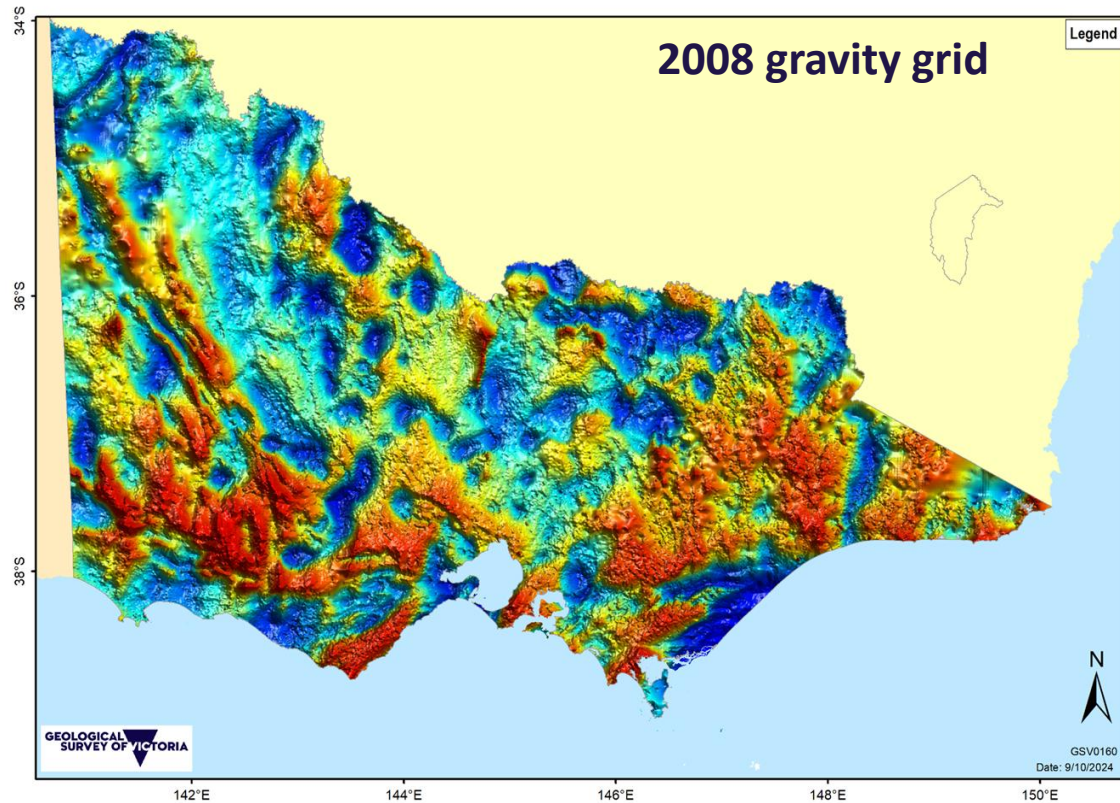 34°S
Legend
2008 gravity grid
36°S
38°S
N
GEOLOGICAL
SURVEY OF VICTORIA
GSV0160
Date: 9/10/2024
142°E
144°E
146°E
148°E
150°E